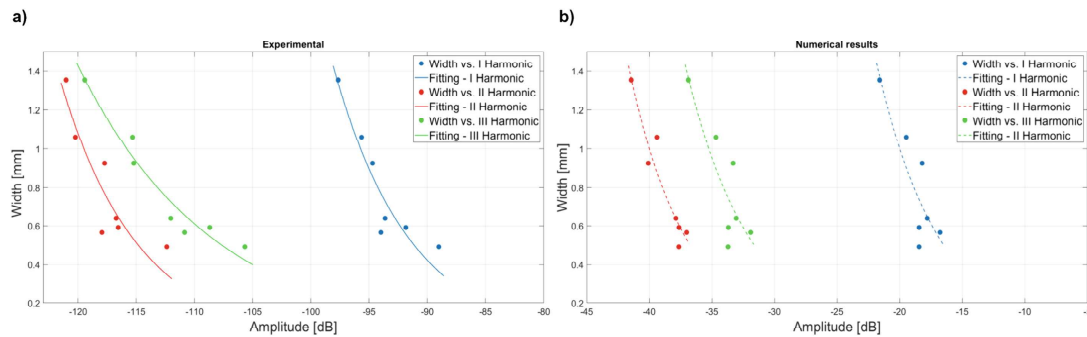 a)
Experimental
Width vs. I Harmonic
Fitting - I Harmonic
Width vs. II Harmonic
Fitting - II Harmonic
Width vs. III Harmonic
Fitting - III Harmonic
Width [mm]
1.4
1.2
1
0.8
0.6
0.4
0.2
-120
-115
-110
-105
-100
-95
-90
-85
-80
Amplitude [dB]
b)
Numerical results
Width vs. I Harmonic
Fitting - I Harmonic
Width vs. II Harmonic
Fitting - II Harmonic
Width vs. III Harmonic
Fitting - II Harmonic
Width [mm]
1.4
1.2
1
0.8
0.6
0.4
0.2
-45
-40
-35
-30
-25
-20
-15
-10
Amplitude [dB]